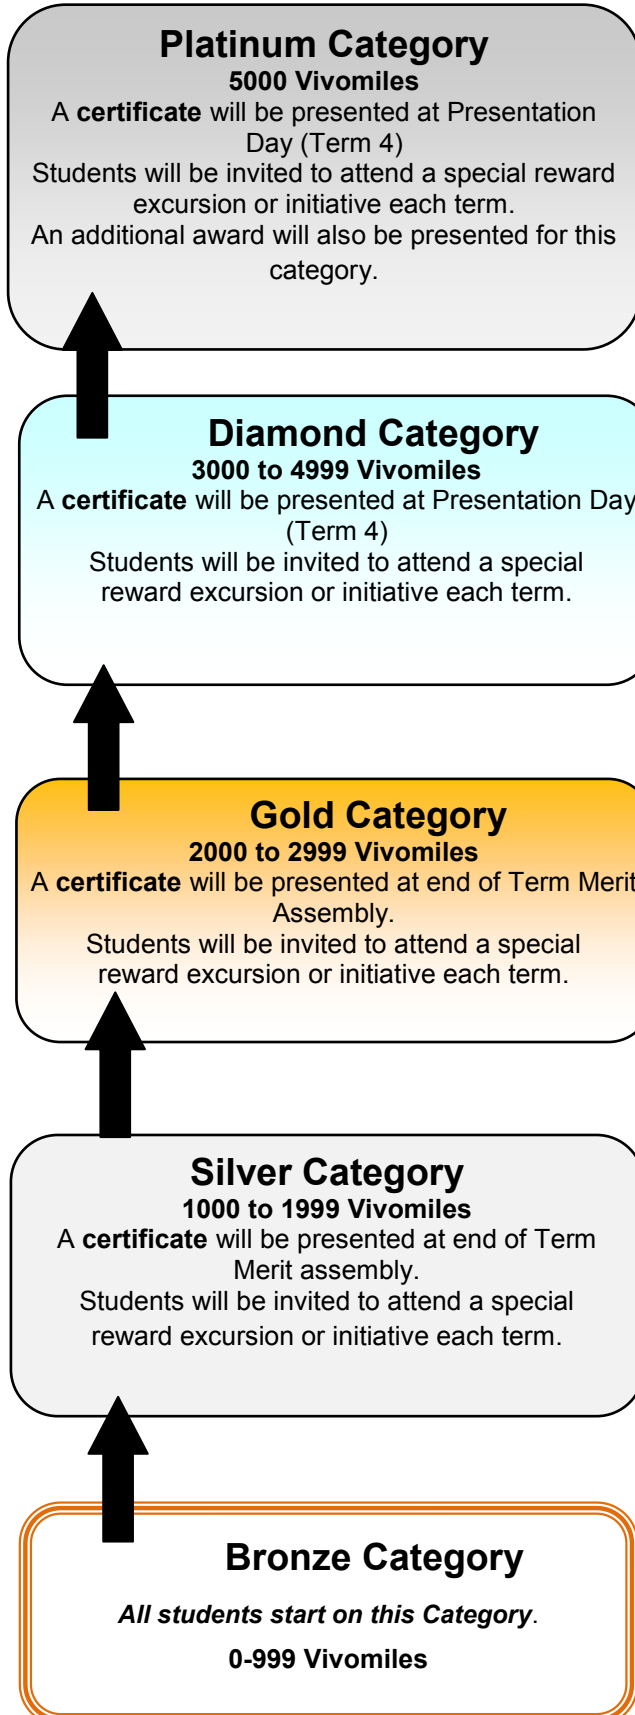 Platinum Category
5000 Vivomiles
A certificate will be presented at Presentation
Day (Term 4)
Students will be invited to attend a special reward
excursion or initiative each term.
An additional award will also be presented for this
category.
Diamond Category
3000 to 4999 Vivomiles
A certificate will be presented at Presentation Day
(Term 4)
Students will be invited to attend a special
reward excursion or initiative each term.
Gold Category
2000 to 2999 Vivomiles
A certificate will be presented at end of Term Merit
Assembly.
Students will be invited to attend a special
reward excursion or initiative each term.
Silver Category
1000 to 1999 Vivomiles
A certificate will be presented at end of Term
Merit assembly.
Students will be invited to attend a special
reward excursion or initiative each term.
Bronze Category
All students start on this Category.
0-999 Vivomiles